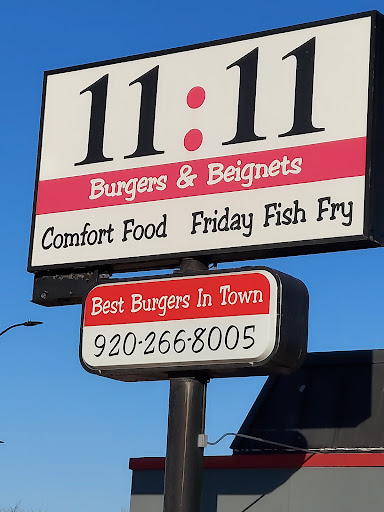 11:11
Burgers & Beignets
Comfort Food Friday Fish Fry
Best Burgers In Town
920-266-8005